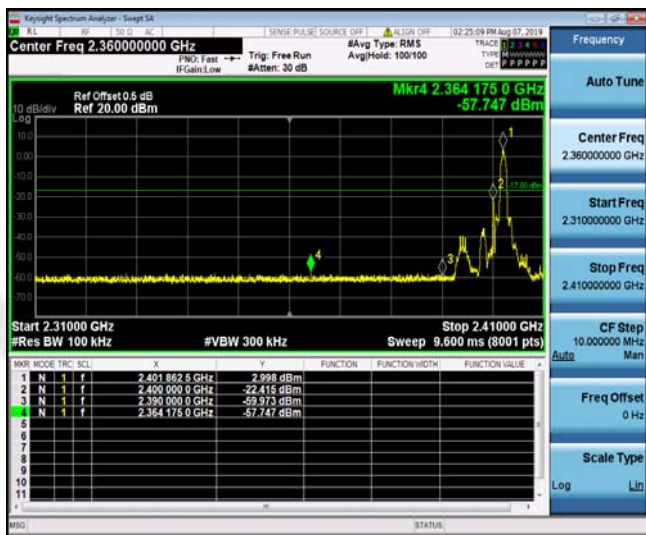 Keysight Spectrum Analyzer - Swept SA
RL RF 50 Ω AC SENSE:PULSE SOURCE OFF ALIGN OFF 02:25:09 PM Aug 07, 2019
Center Freq 2.360000000 GHz
PNO: Fast
IFGain:Low
Trig: Free Run
#Atten: 30 dB
#Avg Type: RMS
Avg|Hold: 100/100
TRACE 1 2 3 4 5 6
TYPE M WWWWW
DET P P P P P P
Ref Offset 0.5 dB
10 dB/div Ref 20.00 dBm
Log
Mkr4 2.364 175 0 GHz
-57.747 dBm
10.0
0.00
-10.0
-20.0
-30.0
-40.0
-50.0
-60.0
-70.0
1
2
-17.00 dBm
3
4
Start 2.31000 GHz Stop 2.41000 GHz
#Res BW 100 kHz #VBW 300 kHz Sweep 9.600 ms (8001 pts)
MKR MODE TRC SCL X Y FUNCTION FUNCTION WIDTH FUNCTION VALUE
1 N 1 f 2.401 862 5 GHz 2.998 dBm
2 N 1 f 2.400 000 0 GHz -22.415 dBm
3 N 1 f 2.390 000 0 GHz -59.973 dBm
4 N 1 f 2.364 175 0 GHz -57.747 dBm
5
6
7
8
9
10
11
MSG STATUS
Frequency
Auto Tune
Center Freq
2.360000000 GHz
Start Freq
2.310000000 GHz
Stop Freq
2.410000000 GHz
CF Step
10.000000 MHz
Auto Man
Freq Offset
0 Hz
Scale Type
Log Lin